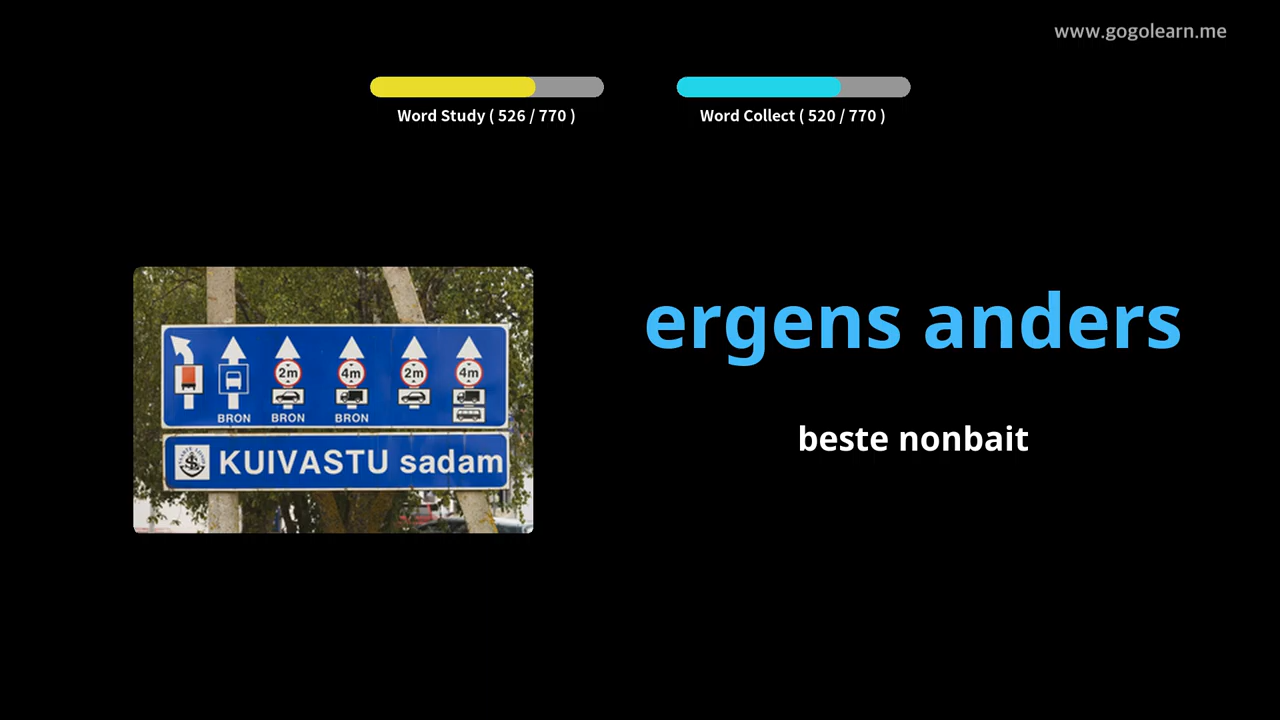 www.gogolearn.me
Word Study ( 526 / 770 )
Word Collect ( 520 / 770 )
ergens anders
beste nonbait
2m
4m
2m
4m
BRON
BRON
BRON
KUIVASTU sadam